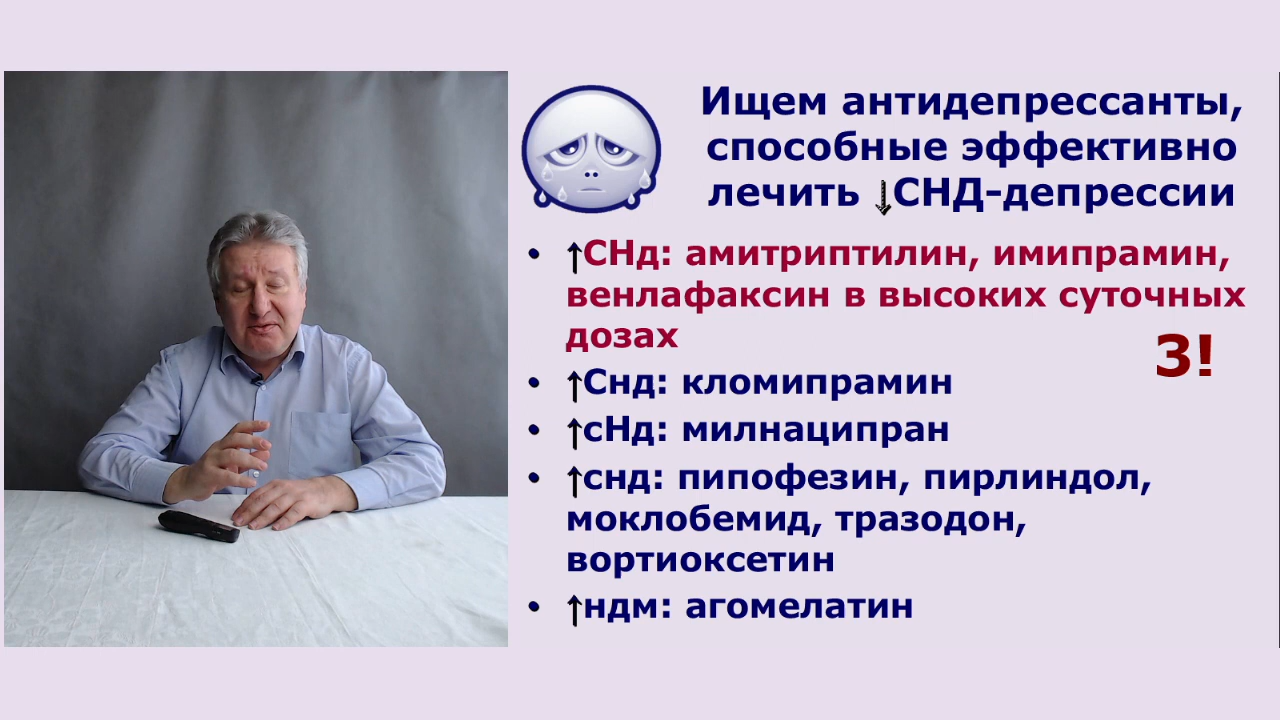 Ищем антидепрессанты,
способные эффективно
лечить ↓СНД-депрессии
• ↑СНд: амитриптилин, имипрамин,
венлафаксин в высоких суточных
дозах
3!
• ↑Снд: кломипрамин
• ↑сНд: милнаципран
• ↑снд: пипофезин, пирлиндол,
моклобемид, тразодон,
вортиоксетин
• ↑ндм: агомелатин